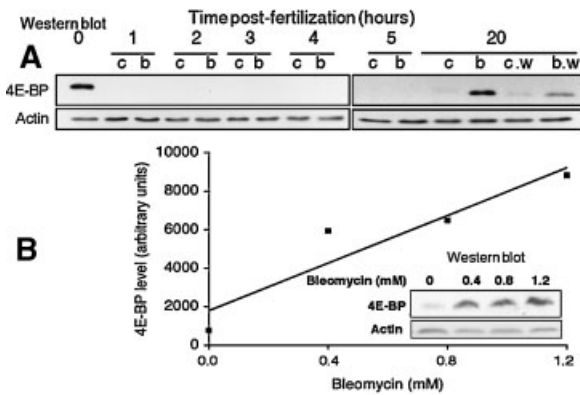 Western blot
Time post-fertilization (hours)
0 1 2 3 4 5 20
A c b c b c b c b c b c b c.w b.w
4E-BP
Actin
B
4E-BP level (arbitrary units)
10000
8000
6000
4000
2000
0
0.0 0.4 0.8 1.2
Bleomycin (mM)
Western blot
Bleomycin (mM) 0 0.4 0.8 1.2
4E-BP
Actin